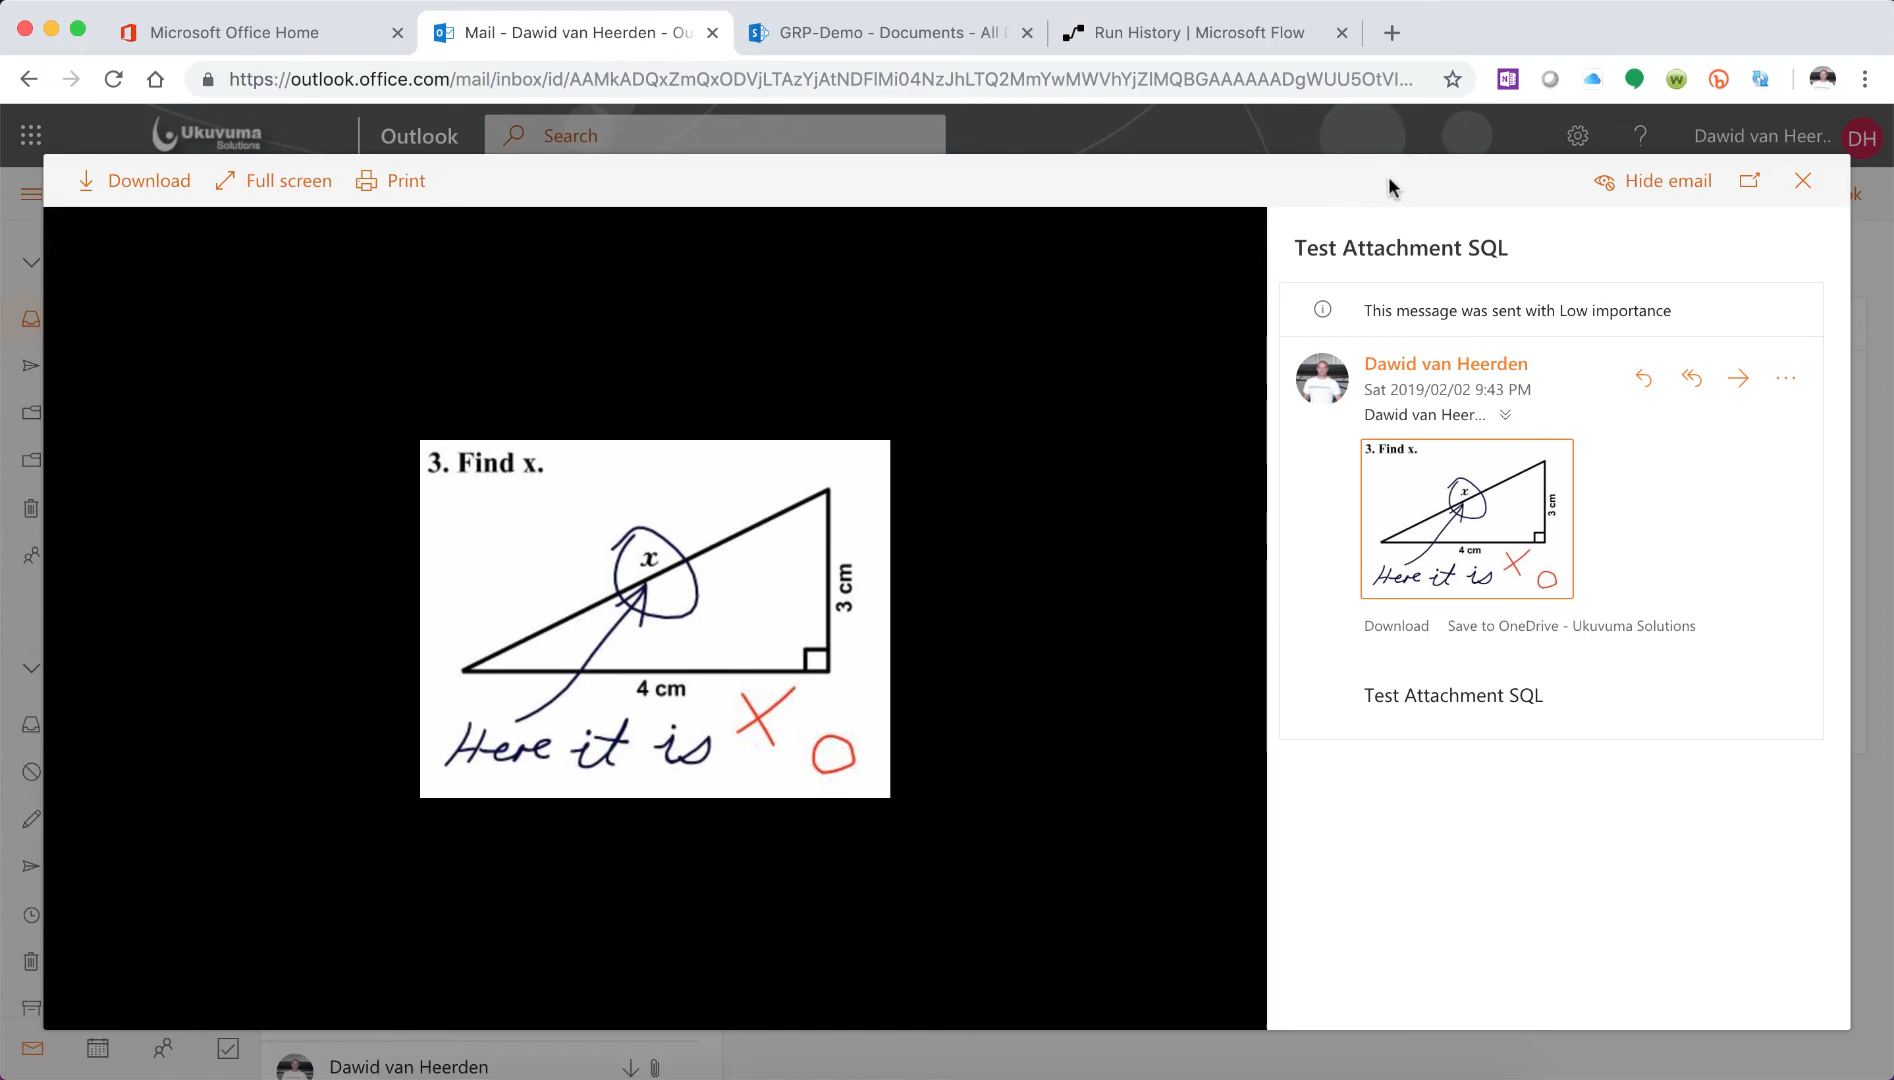 Microsoft Office Home
Mail - Dawid van Heerden - Ou
GRP-Demo - Documents - All D
Run History | Microsoft Flow
https://outlook.office.com/mail/inbox/id/AAMkADQxZmQxODVjLTAzYjAtNDFlMi04NzJhLTQ2MmYwMWVhYjZlMQBGAAAAAADgWUU5OtVI...
Ukuvuma
Solutions
Outlook
Search
Dawid van Heer..
DH
Download
Full screen
Print
Hide email
ok
3. Find x.
x
3 cm
4 cm
Here it is X
O
Test Attachment SQL
This message was sent with Low importance
Dawid van Heerden
Sat 2019/02/02 9:43 PM
Dawid van Heer...
3. Find x.
x
3 cm
4 cm
Here it is X
O
Download Save to OneDrive - Ukuvuma Solutions
Test Attachment SQL
Dawid van Heerden